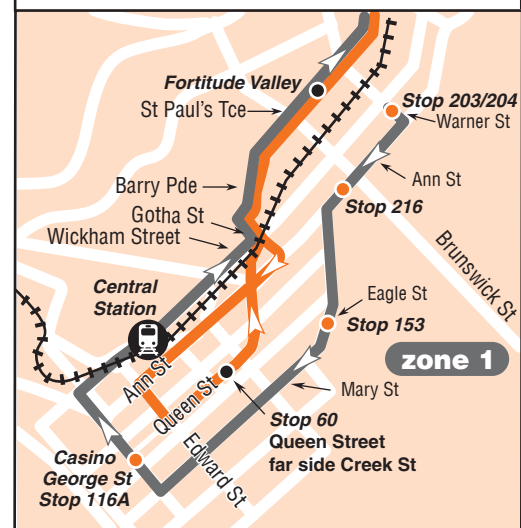 Fortitude Valley
St Paul's Tce
Stop 203/204
Warner St
Barry Pde
Ann St
Gotha St
Stop 216
Wickham Street
Brunswick St
Central
Station
Eagle St
Stop 153
zone 1
Ann St
Mary St
Queen St
Stop 60
Queen Street
far side Creek St
Edward St
Casino
George St
Stop 116A